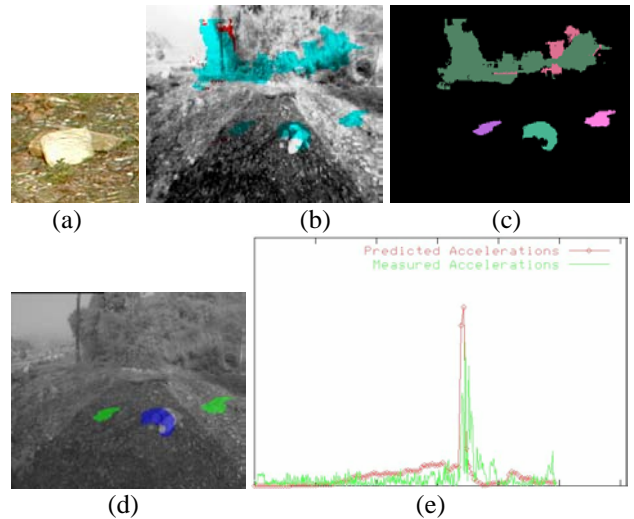 (a)
(b)
(c)
Predicted Accelerations
Measured Accelerations
(d)
(e)